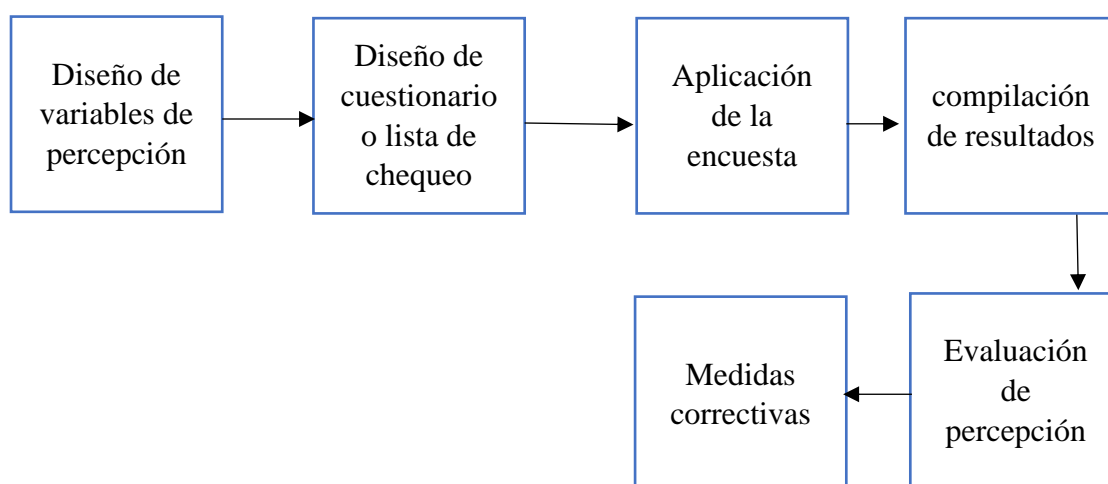 Diseño de
variables de
percepción
Diseño de
cuestionario
o lista de
chequeo
Aplicación
de la
encuesta
compilación
de resultados
Evaluación
de
percepción
Medidas
correctivas